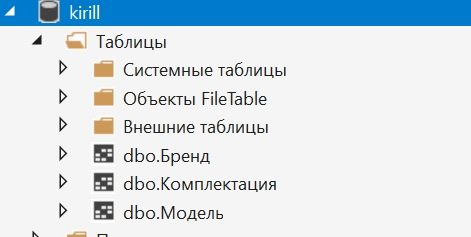 kirill
Таблицы
Системные таблицы
Объекты FileTable
Внешние таблицы
dbo.Бренд
dbo.Комплектация
dbo.Модель